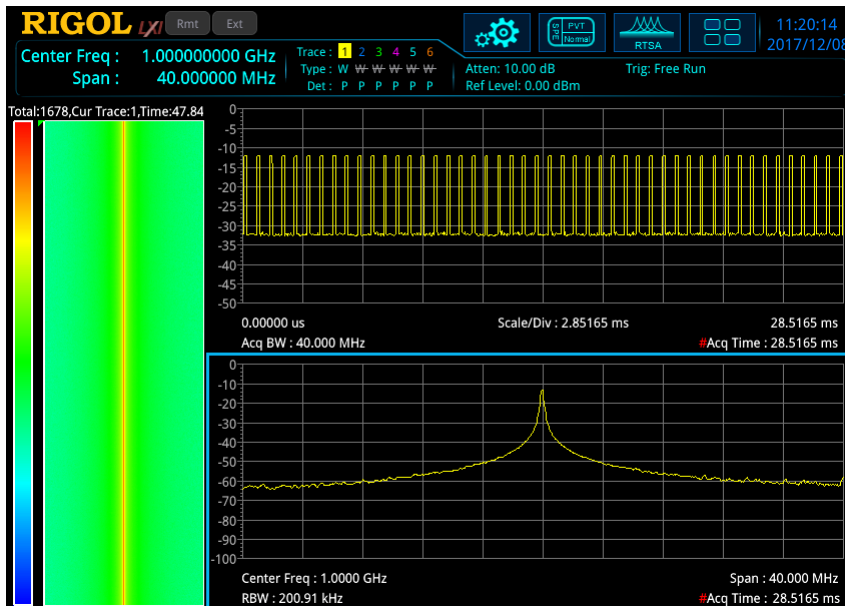 RIGOL LXI Rmt Ext
Center Freq : 1.000000000 GHz
Span : 40.000000 MHz
Trace : 1 2 3 4 5 6
Type : W W W W W W
Det : P P P P P P
SPE PVT Normal
RTSA
11:20:14
2017/12/08
Atten: 10.00 dB Trig: Free Run
Ref Level: 0.00 dBm
Total:1678,Cur Trace:1,Time:47.84
0
-5
-10
-15
-20
-25
-30
-35
-40
-45
-50
0.00000 us Scale/Div : 2.85165 ms 28.5165 ms
Acq BW : 40.000 MHz #Acq Time : 28.5165 ms
0
-10
-20
-30
-40
-50
-60
-70
-80
-90
-100
Center Freq : 1.0000 GHz Span : 40.000 MHz
RBW : 200.91 kHz #Acq Time : 28.5165 ms